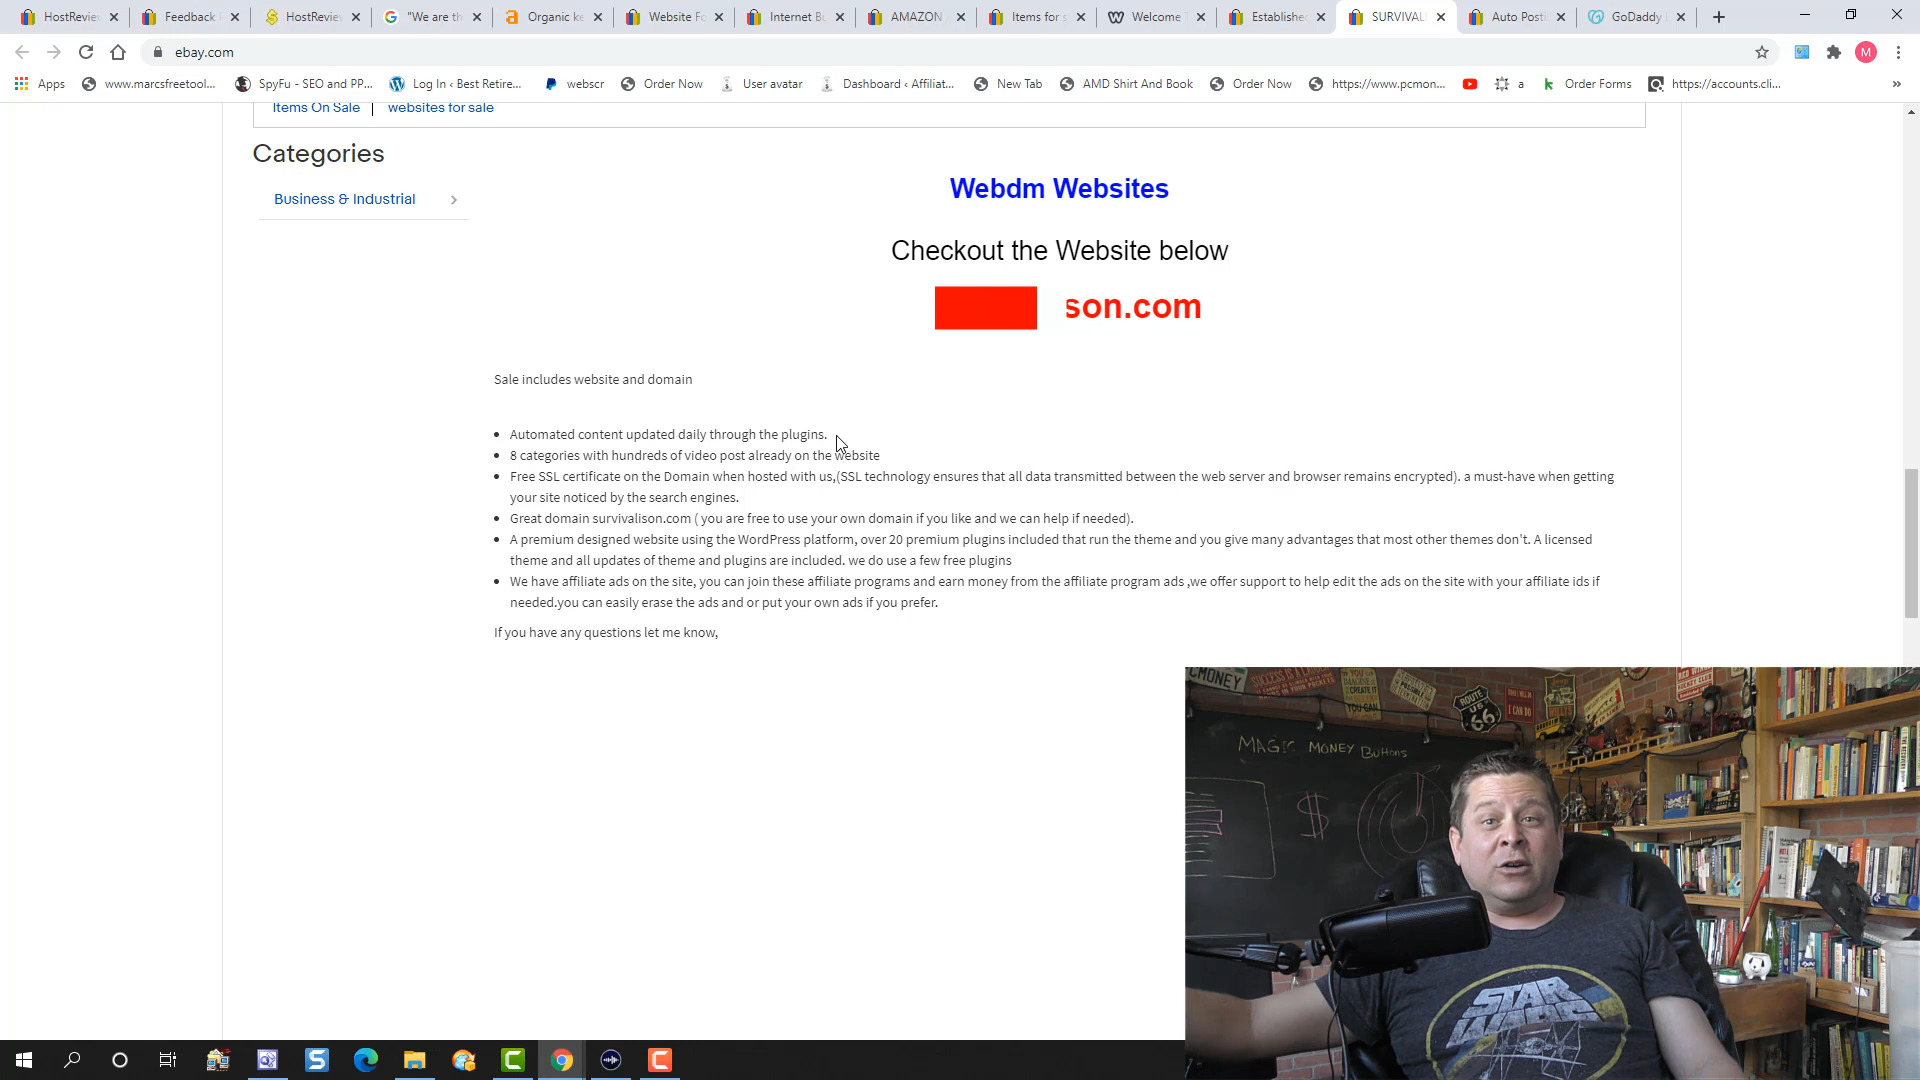 HostRevie
Feedback
HostRevie
"We are th
Organic ke
Website Fo
Internet Bu
AMAZON
Items for s
Welcome
Establishe
SURVIVAL
Auto Posti
GoDaddy
ebay.com
M
Apps
www.marcsfreetool...
SpyFu - SEO and PP...
Log In ‹ Best Retire...
webscr
Order Now
User avatar
Dashboard ‹ Affiliat...
New Tab
AMD Shirt And Book
Order Now
https://www.pcmon...
a
Order Forms
https://accounts.cli...
Items On Sale | websites for sale
Categories
Business & Industrial
Webdm Websites
Checkout the Website below
son.com
Sale includes website and domain
• Automated content updated daily through the plugins.
• 8 categories with hundreds of video post already on the website
• Free SSL certificate on the Domain when hosted with us,(SSL technology ensures that all data transmitted between the web server and browser remains encrypted). a must-have when getting
your site noticed by the search engines.
• Great domain survivalison.com ( you are free to use your own domain if you like and we can help if needed).
• A premium designed website using the WordPress platform, over 20 premium plugins included that run the theme and you give many advantages that most other themes don't. A licensed
theme and all updates of theme and plugins are included. we do use a few free plugins
• We have affiliate ads on the site, you can join these affiliate programs and earn money from the affiliate program ads ,we offer support to help edit the ads on the site with your affiliate ids if
needed.you can easily erase the ads and or put your own ads if you prefer.
If you have any questions let me know,
MAGIC MONEY BUttons
$
ROUTE
US
66
STAR
WARS